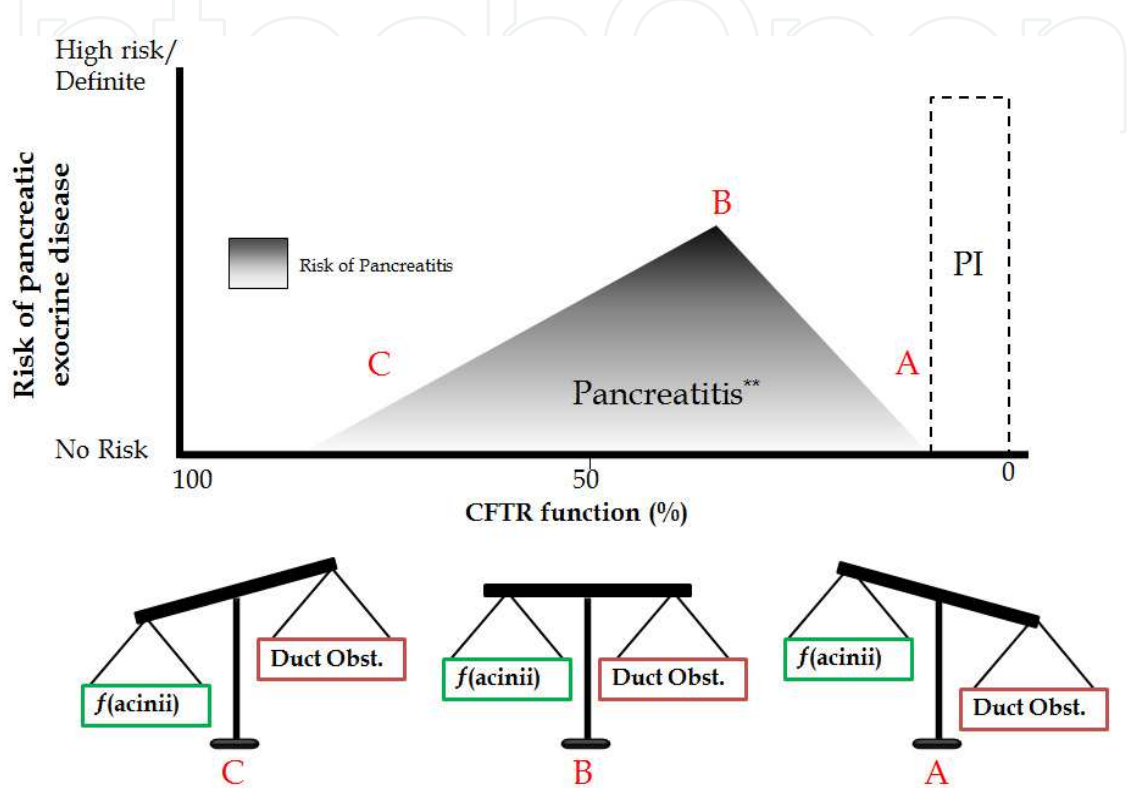 High risk/
Definite
Risk of pancreatic
exocrine disease
B
PI
Risk of Pancreatitis
C
A
Pancreatitis**
No Risk
100
50
0
CFTR function (%)
Duct Obst.
f(acinii)
C
f(acinii)
Duct Obst.
B
f(acinii)
Duct Obst.
A